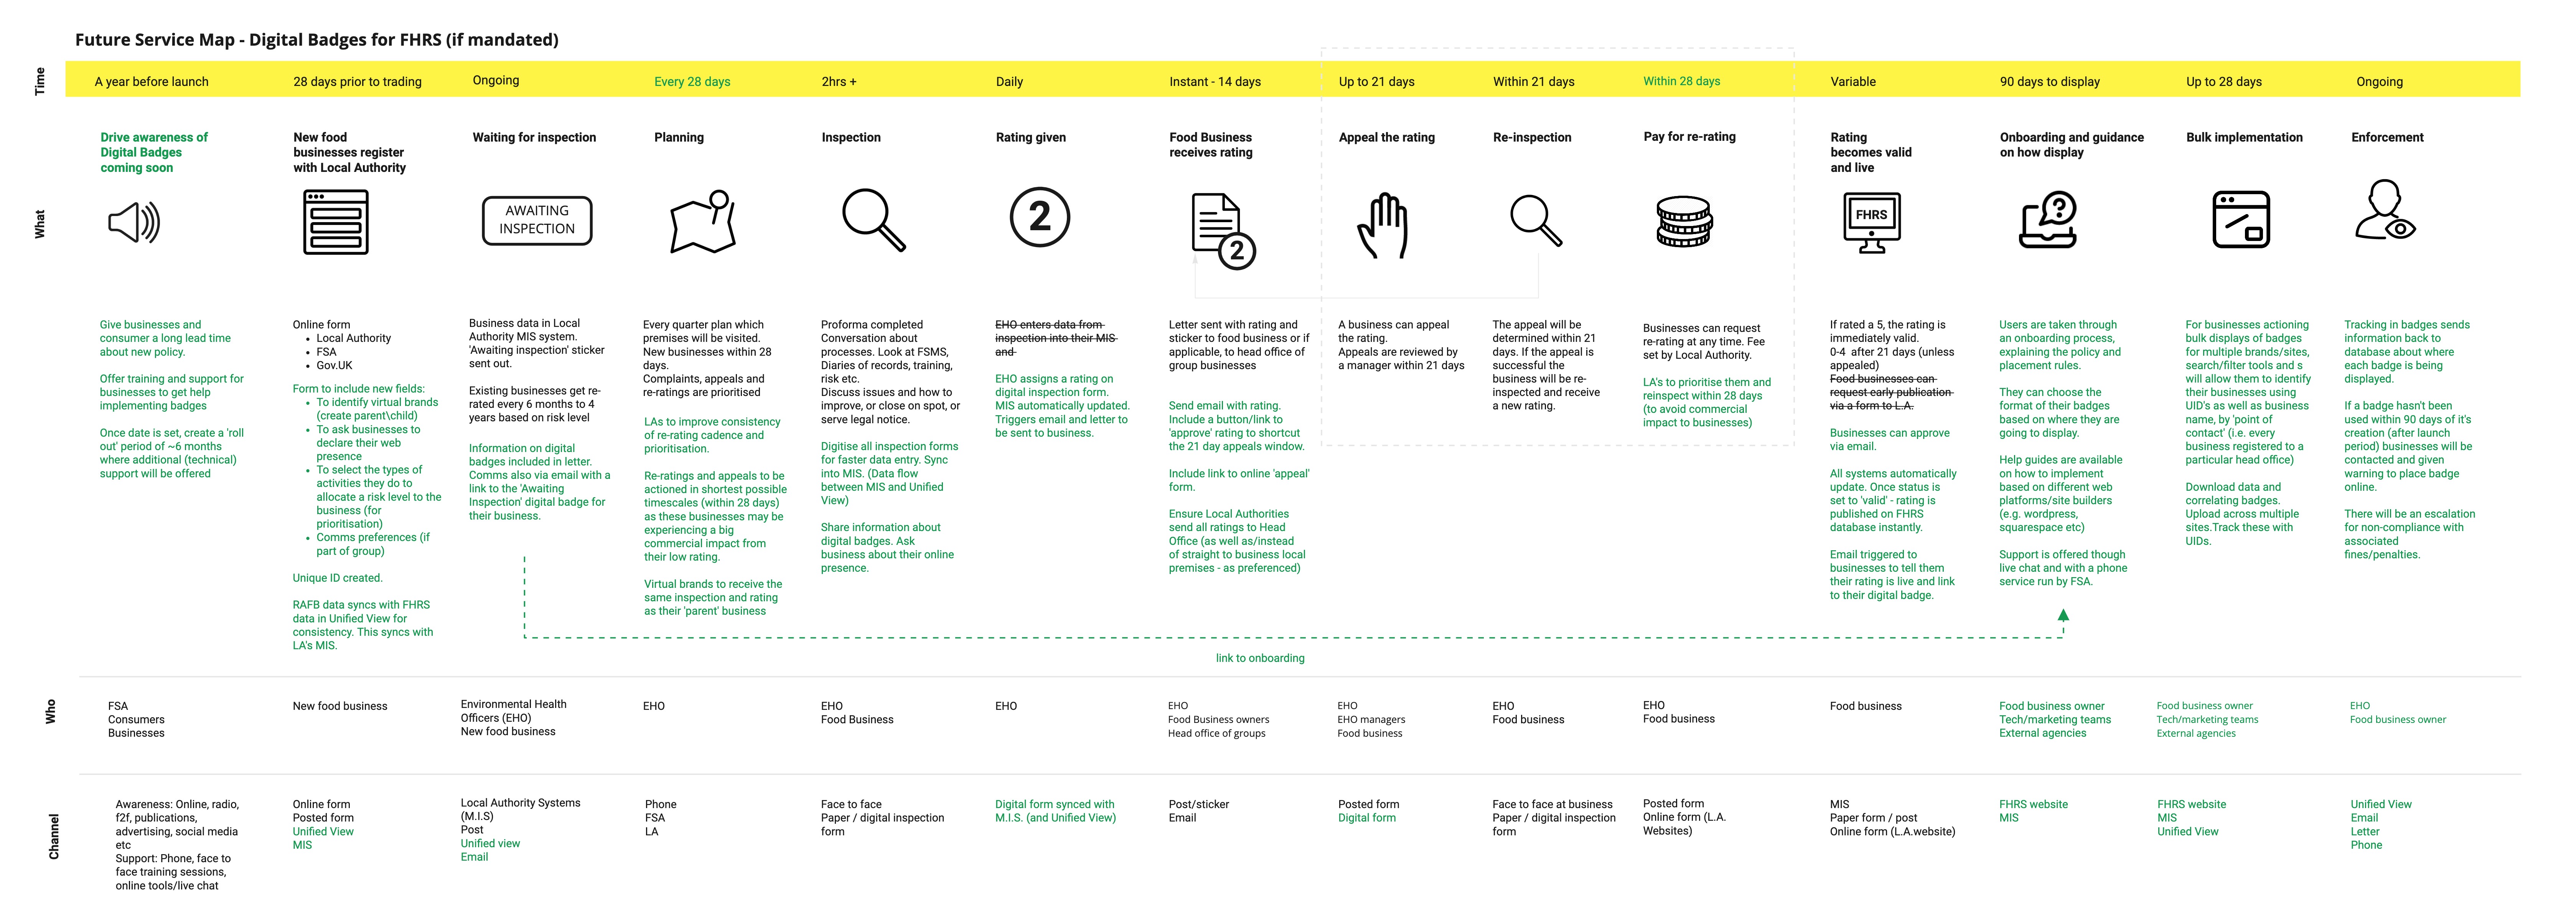 Future Service Map - Digital Badges for FHRS (if mandated)
Time
A year before launch
28 days prior to trading
Ongoing
Every 28 days
2hrs +
Daily
Instant - 14 days
Up to 21 days
Within 21 days
Within 28 days
Variable
90 days to display
Up to 28 days
Ongoing
What
Drive awareness of
Digital Badges
coming soon
New food
businesses register
with Local Authority
Waiting for inspection
Planning
Inspection
Rating given
Food Business
receives rating
Appeal the rating
Re-inspection
Pay for re-rating
Rating
becomes valid
and live
Onboarding and guidance
on how display
Bulk implementation
Enforcement
AWAITING
INSPECTION
2
2
FHRS
Give businesses and
consumer a long lead time
about new policy.
Offer training and support for
businesses to get help
implementing badges
Once date is set, create a 'roll
out' period of ~6 months
where additional (technical)
support will be offered
Online form
• Local Authority
• FSA
• Gov.UK
Form to include new fields:
• To identify virtual brands
(create parent\child)
• To ask businesses to
declare their web
presence
• To select the types of
activities they do to
allocate a risk level to the
business (for
prioritisation)
• Comms preferences (if
part of group)
Unique ID created.
RAFB data syncs with FHRS
data in Unified View for
consistency. This syncs with
LA's MIS.
Business data in Local
Authority MIS system.
'Awaiting inspection' sticker
sent out.
Existing businesses get re-
rated every 6 months to 4
years based on risk level
Information on digital
badges included in letter.
Comms also via email with a
link to the 'Awaiting
Inspection' digital badge for
their business.
Every quarter plan which
premises will be visited.
New businesses within 28
days.
Complaints, appeals and
re-ratings are prioritised
LAs to improve consistency
of re-rating cadence and
prioritisation.
Re-ratings and appeals to be
actioned in shortest possible
timescales (within 28 days)
as these businesses may be
experiencing a big
commercial impact from
their low rating.
Virtual brands to receive the
same inspection and rating
as their 'parent' business
Proforma completed
Conversation about
processes. Look at FSMS,
Diaries of records, training,
risk etc.
Discuss issues and how to
improve, or close on spot, or
serve legal notice.
Digitise all inspection forms
for faster data entry. Sync
into MIS. (Data flow
between MIS and Unified
View)
Share information about
digital badges. Ask
business about their online
presence.
EHO enters data from
inspection into their MIS
and
EHO assigns a rating on
digital inspection form.
MIS automatically updated.
Triggers email and letter to
be sent to business.
Letter sent with rating and
sticker to food business or if
applicable, to head office of
group businesses
Send email with rating.
Include a button/link to
'approve' rating to shortcut
the 21 day appeals window.
Include link to online 'appeal'
form.
Ensure Local Authorities
send all ratings to Head
Office (as well as/instead
of straight to business local
premises - as preferenced)
A business can appeal
the rating.
Appeals are reviewed by
a manager within 21 days
The appeal will be
determined within 21
days. If the appeal is
successful the
business will be re-
inspected and receive
a new rating.
Businesses can request
re-rating at any time. Fee
set by Local Authority.
LA's to prioritise them and
reinspect within 28 days
(to avoid commercial
impact to businesses)
If rated a 5, the rating is
immediately valid.
0-4 after 21 days (unless
appealed)
Food businesses can
request early publication
via a form to L.A.
Businesses can approve
via email.
All systems automatically
update. Once status is
set to 'valid' - rating is
published on FHRS
database instantly.
Email triggered to
businesses to tell them
their rating is live and link
to their digital badge.
Users are taken through
an onboarding process,
explaining the policy and
placement rules.
They can choose the
format of their badges
based on where they are
going to display.
Help guides are available
on how to implement
based on different web
platforms/site builders
(e.g. wordpress,
squarespace etc)
Support is offered though
live chat and with a phone
service run by FSA.
For businesses actioning
bulk displays of badges
for multiple brands/sites,
search/filter tools and s
will allow them to identify
their businesses using
UID's as well as business
name, by 'point of
contact' (i.e. every
business registered to a
particular head office)
Download data and
correlating badges.
Upload across multiple
sites.Track these with
UIDs.
Tracking in badges sends
information back to
database about where
each badge is being
displayed.
If a badge hasn't been
used within 90 days of it's
creation (after launch
period) businesses will be
contacted and given
warning to place badge
online.
There will be an escalation
for non-compliance with
associated
fines/penalties.
link to onboarding
Who
FSA
Consumers
Businesses
New food business
Environmental Health
Officers (EHO)
New food business
EHO
EHO
Food Business
EHO
EHO
Food Business owners
Head office of groups
EHO
EHO managers
Food business
EHO
Food business
EHO
Food business
Food business
Food business owner
Tech/marketing teams
External agencies
Food business owner
Tech/marketing teams
External agencies
EHO
Food business owner
Channel
Awareness: Online, radio,
f2f, publications,
advertising, social media
etc
Support: Phone, face to
face training sessions,
online tools/live chat
Online form
Posted form
Unified View
MIS
Local Authority Systems
(M.I.S)
Post
Unified view
Email
Phone
FSA
LA
Face to face
Paper / digital inspection
form
Digital form synced with
M.I.S. (and Unified View)
Post/sticker
Email
Posted form
Digital form
Face to face at business
Paper / digital inspection
form
Posted form
Online form (L.A.
Websites)
MIS
Paper form / post
Online form (L.A.website)
FHRS website
MIS
FHRS website
MIS
Unified View
Unified View
Email
Letter
Phone